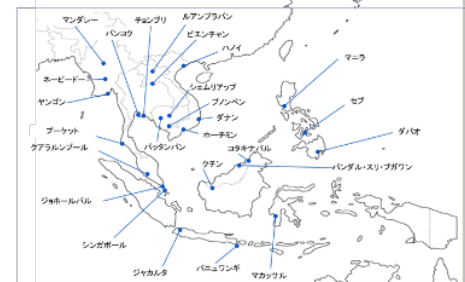 マンダレー
チョンブリ
ルアンプラバン
バンコク
ビエンチャン
ハノイ
マニラ
ネーピードー
シェムリアップ
ヤンゴン
プノンペン
セブ
ダナン
プーケット
ホーチミン
ダバオ
クアラルンプール
バッタンバン
コタキナバル
クチン
バンダル・スリ・ブガワン
ジョホールバル
シンガポール
ジャカルタ
バニュワンギ
マカッサル